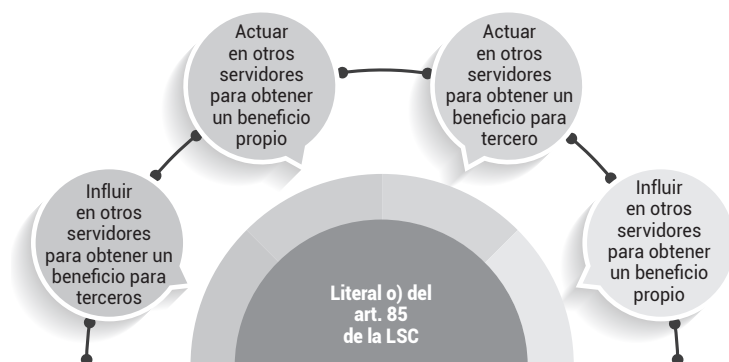 Actuar
en otros
servidores
para obtener
un beneficio
propio
Actuar
en otros
servidores
para obtener un
beneficio para
tercero
Influir
en otros
servidores
para obtener un
beneficio para
terceros
Influir
en otros
servidores
para obtener
un beneficio
propio
Literal o) del
art. 85
de la LSC